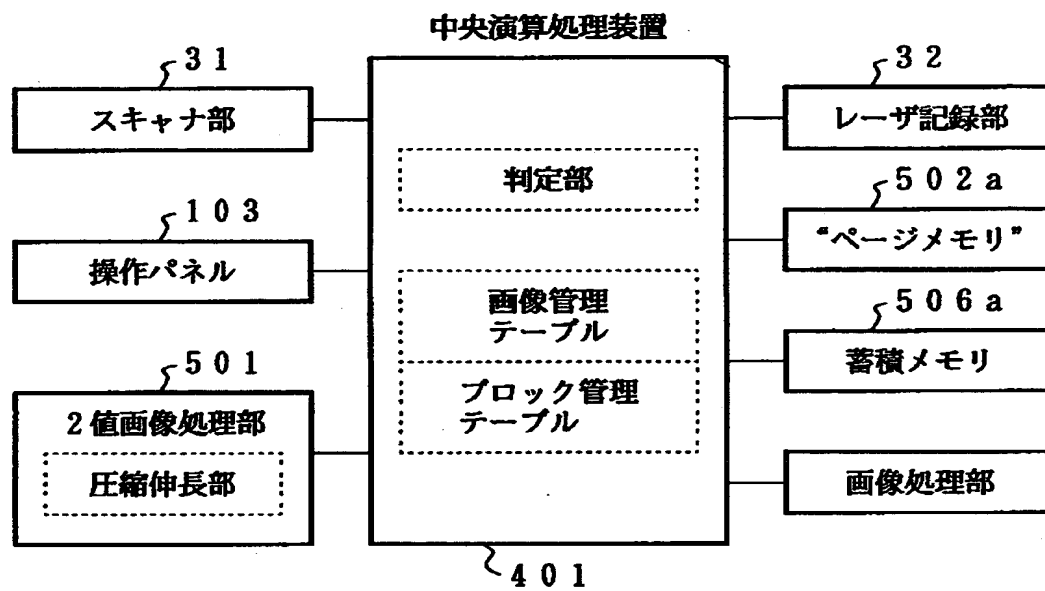 中央演算処理装置
31
スキャナ部
103
操作パネル
501
2値画像処理部
圧縮伸長部
判定部
画像管理
テーブル
ブロック管理
テーブル
401
32
レーザ記録部
502a
“ページメモリ”
506a
蓄積メモリ
画像処理部